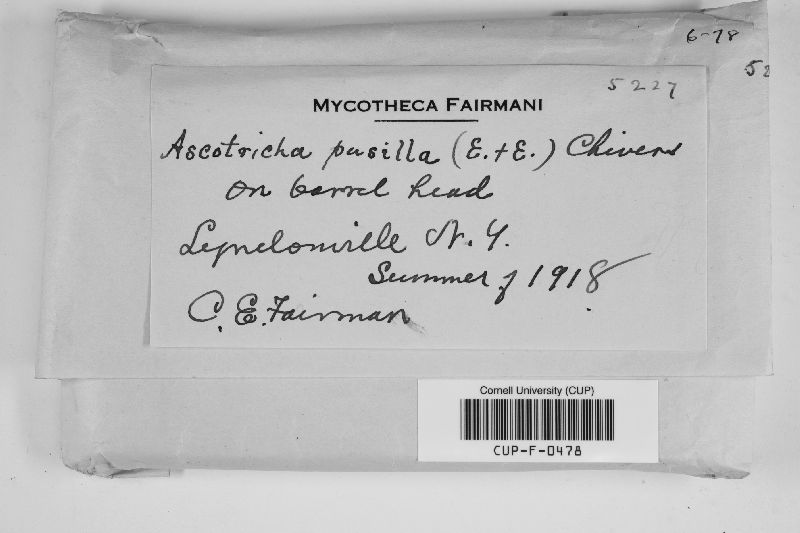 6-78
52
5227
MYCOTHECA FAIRMANI
Ascotricha pusilla (E. + E.) Chivers
on barrel head
Lyndonville N. Y.
Summer of 1918
C. E. Fairman
Cornell University (CUP)
CUP-F-0478